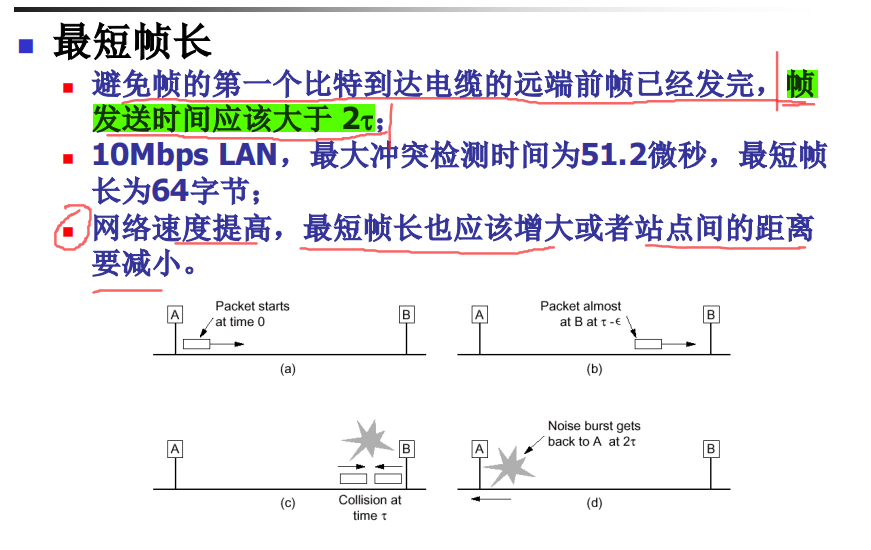 最短帧长
避免帧的第一个比特到达电缆的远端前帧已经发完，帧
发送时间应该大于 2τ；
10Mbps LAN，最大冲突检测时间为51.2微秒，最短帧
长为64字节；
网络速度提高，最短帧长也应该增大或者站点间的距离
要减小。
A
Packet starts
at time 0
B
(a)
A
Packet almost
at B at τ -ϵ
B
(b)
A
B
(c)
Collision at
time τ
A
Noise burst gets
back to A at 2τ
B
(d)